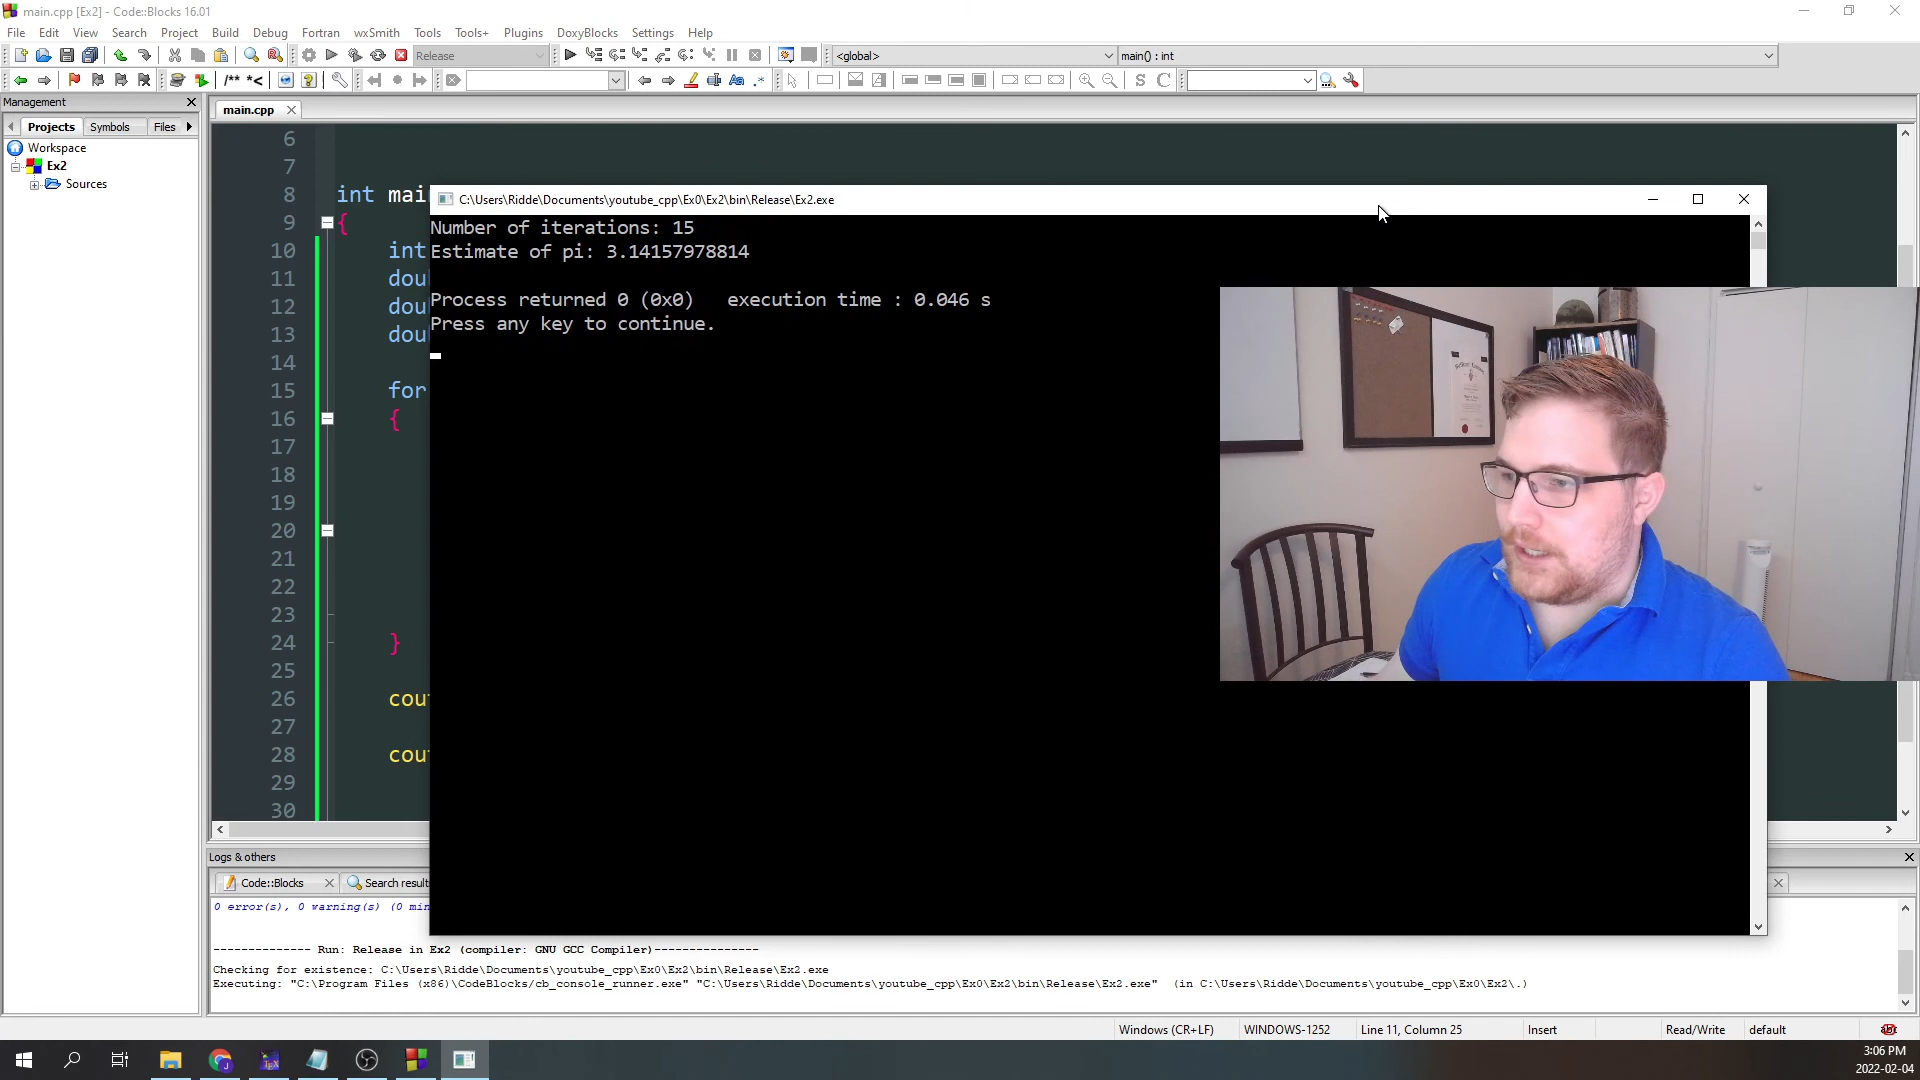 main.cpp [Ex2] - Code::Blocks 16.01
File Edit View Search Project Build Debug Fortran wxSmith Tools Tools+ Plugins DoxyBlocks Settings Help
Release
<global>
main() : int
/** *<
Aa .*
S C
Management
main.cpp
Projects Symbols Files
Workspace
Ex2
Sources
6
7
8 int mai
9 {
10 int
11 dou
12 dou
13 dou
14
15 for
16 {
17
18
19
20
21
22
23
24 }
25
26 cou
27
28 cou
29
30
C:\Users\Ridde\Documents\youtube_cpp\Ex0\Ex2\bin\Release\Ex2.exe
Number of iterations: 15
Estimate of pi: 3.14157978814
Process returned 0 (0x0)   execution time : 0.046 s
Press any key to continue.
Logs & others
Code::Blocks
Search result
0 error(s), 0 warning(s) (0 min
-------------- Run: Release in Ex2 (compiler: GNU GCC Compiler)---------------
Checking for existence: C:\Users\Ridde\Documents\youtube_cpp\Ex0\Ex2\bin\Release\Ex2.exe
Executing: "C:\Program Files (x86)\CodeBlocks/cb_console_runner.exe" "C:\Users\Ridde\Documents\youtube_cpp\Ex0\Ex2\bin\Release\Ex2.exe"  (in C:\Users\Ridde\Documents\youtube_cpp\Ex0\Ex2\.)
Windows (CR+LF) WINDOWS-1252 Line 11, Column 25 Insert Read/Write default
3:06 PM
2022-02-04